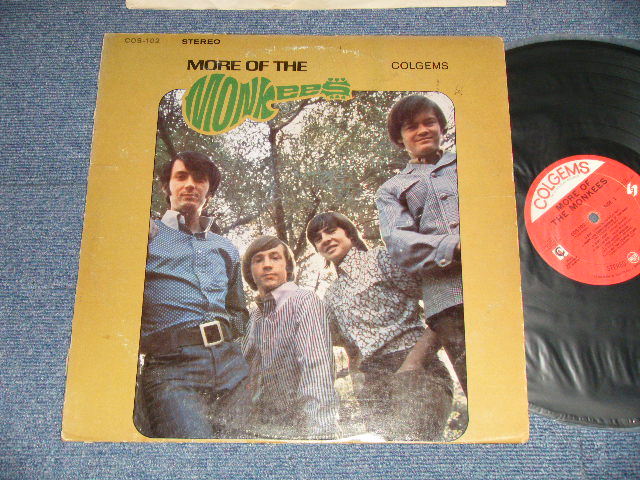 COS-102 STEREO
MORE OF THE
MONKEES
COLGEMS
COLGEMS
MORE OF
THE MONKEES